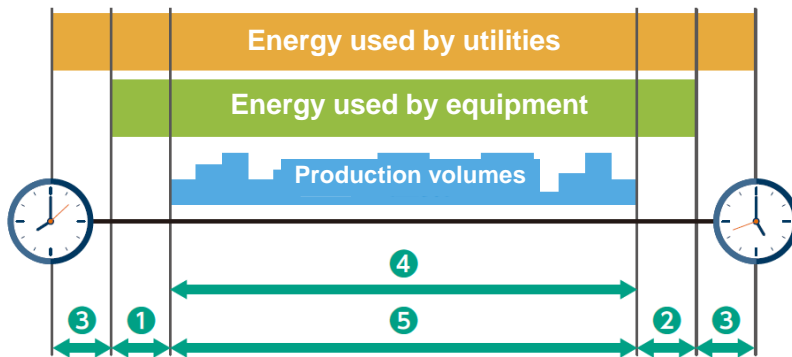 Energy used by utilities
Energy used by equipment
Production volumes
④
③ ① ⑤ ② ③